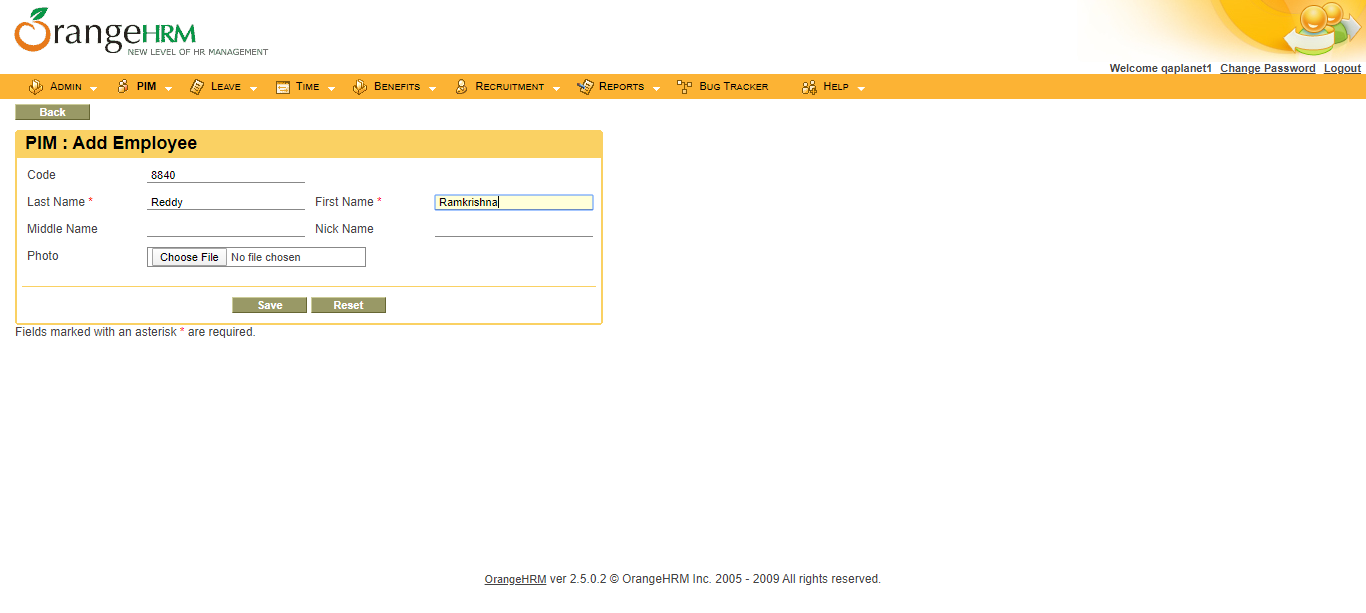 OrangeHRM
NEW LEVEL OF HR MANAGEMENT
Welcome qaplanet1 Change Password Logout
ADMIN PIM LEAVE TIME BENEFITS RECRUITMENT REPORTS BUG TRACKER HELP
Back
PIM : Add Employee
Code 8840
Last Name * Reddy First Name * Ramkrishna
Middle Name Nick Name
Photo Choose File No file chosen
Save Reset
Fields marked with an asterisk * are required.
OrangeHRM ver 2.5.0.2 © OrangeHRM Inc. 2005 - 2009 All rights reserved.